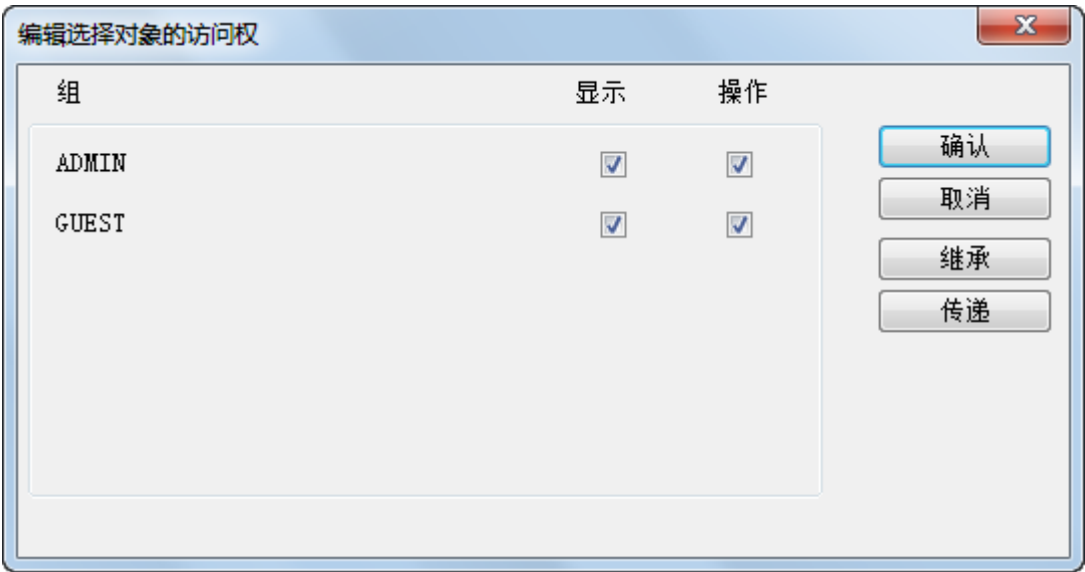 编辑选择对象的访问权
组 显示 操作
ADMIN
GUEST
确认
取消
继承
传递